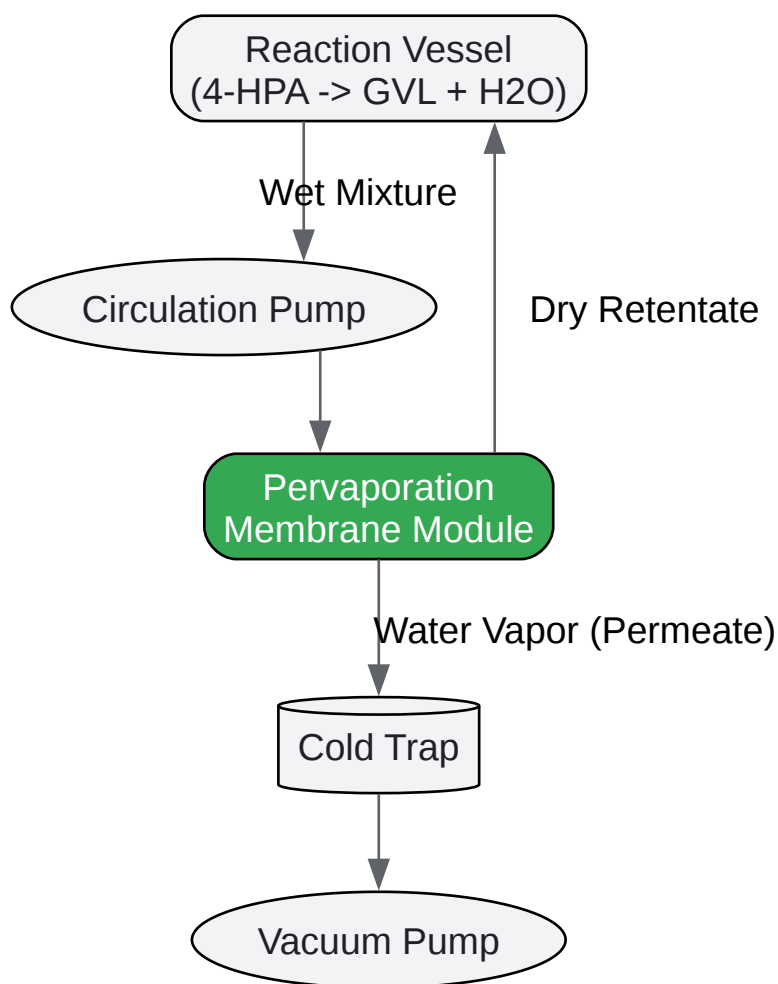 Reaction Vessel
(4-HPA -> GVL + H2O)
Wet Mixture
Circulation Pump
Dry Retentate
Pervaporation
Membrane Module
Water Vapor (Permeate)
Cold Trap
Vacuum Pump